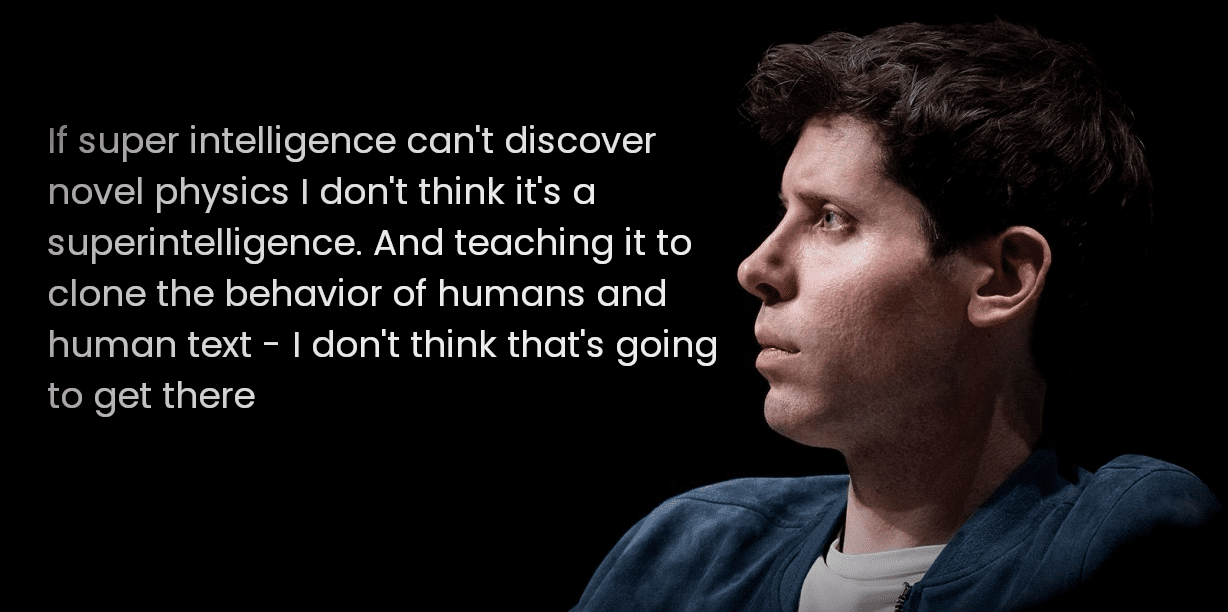 If super intelligence can't discover
novel physics I don't think it's a
superintelligence. And teaching it to
clone the behavior of humans and
human text - I don't think that's going
to get there